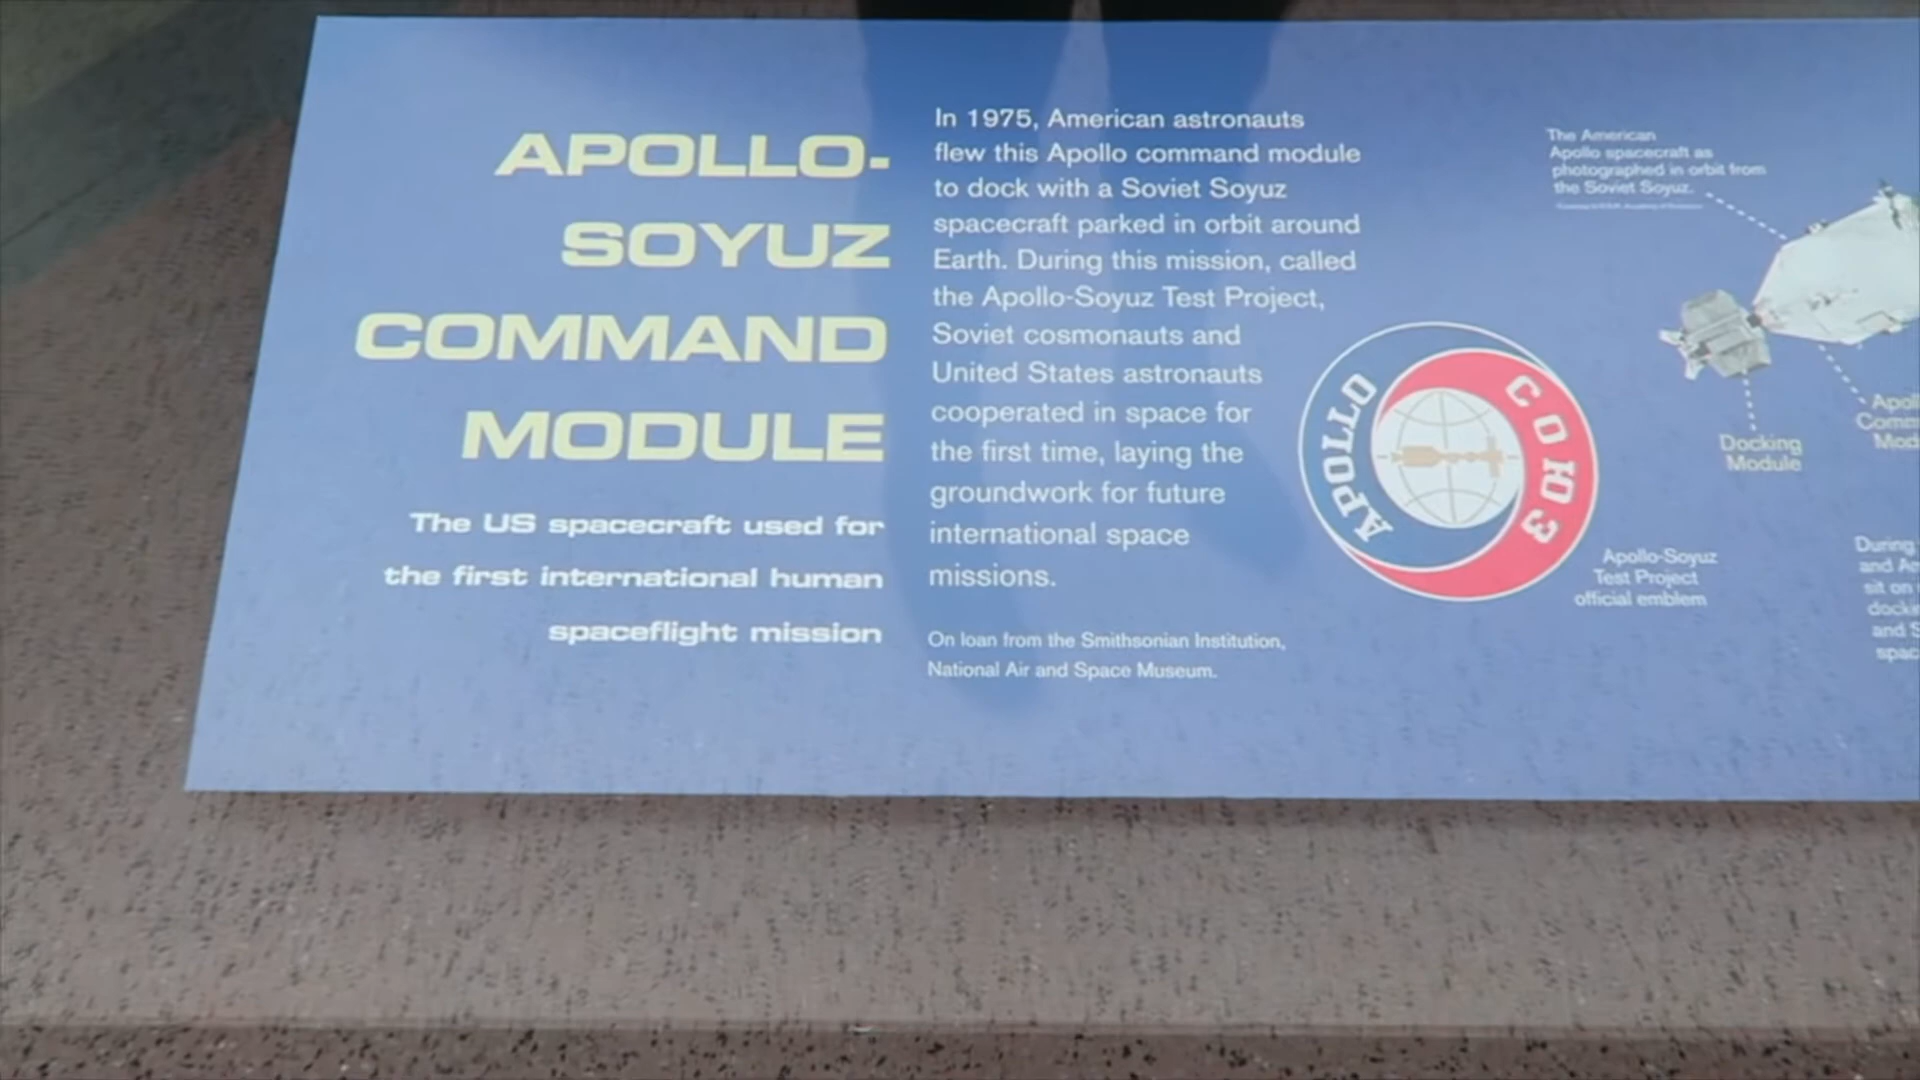 APOLLO-
SOYUZ
COMMAND
MODULE
The US spacecraft used for
the first international human
spaceflight mission
In 1975, American astronauts
flew this Apollo command module
to dock with a Soviet Soyuz
spacecraft parked in orbit around
Earth. During this mission, called
the Apollo-Soyuz Test Project,
Soviet cosmonauts and
United States astronauts
cooperated in space for
the first time, laying the
groundwork for future
international space
missions.
On loan from the Smithsonian Institution,
National Air and Space Museum.
APOLLO
СОЮЗ
Apollo-Soyuz
Test Project
official emblem
The American
Apollo spacecraft as
photographed in orbit from
the Soviet Soyuz.
Docking
Module
During
sit on
and